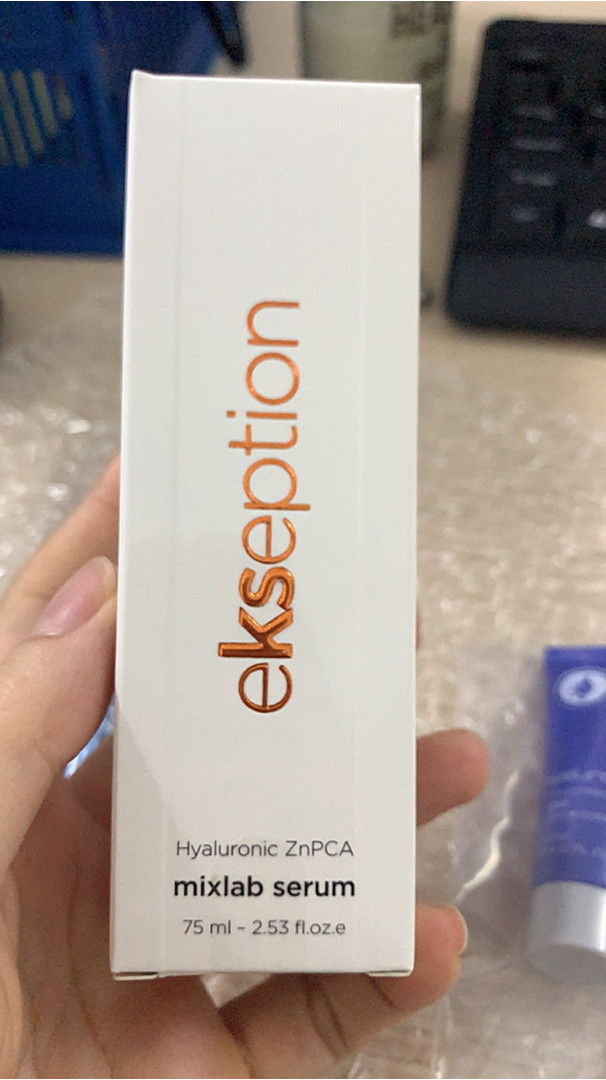 ekseption
Hyaluronic ZnPCA
mixlab serum
75 ml – 2.53 fl.oz.e